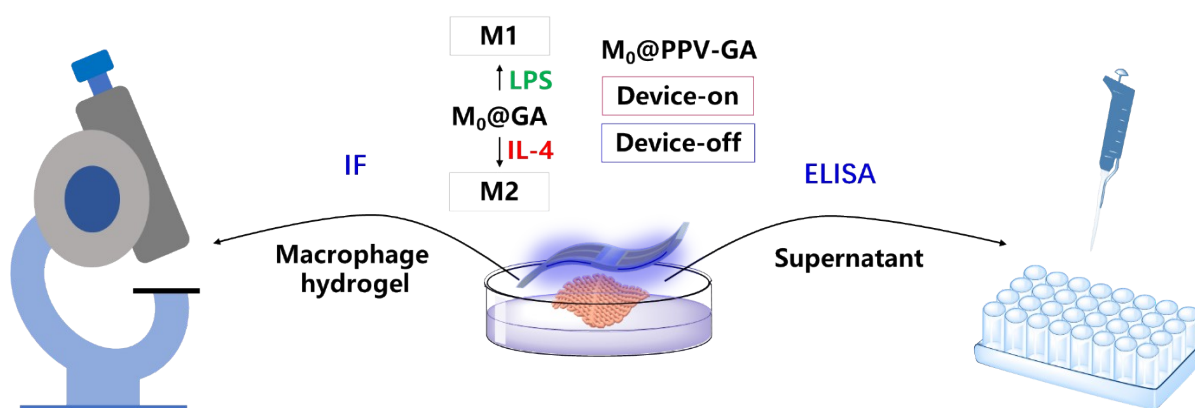 M1
LPS
M₀@GA
IL-4
M2
M₀@PPV-GA
Device-on
Device-off
IF
Macrophage
hydrogel
ELISA
Supernatant